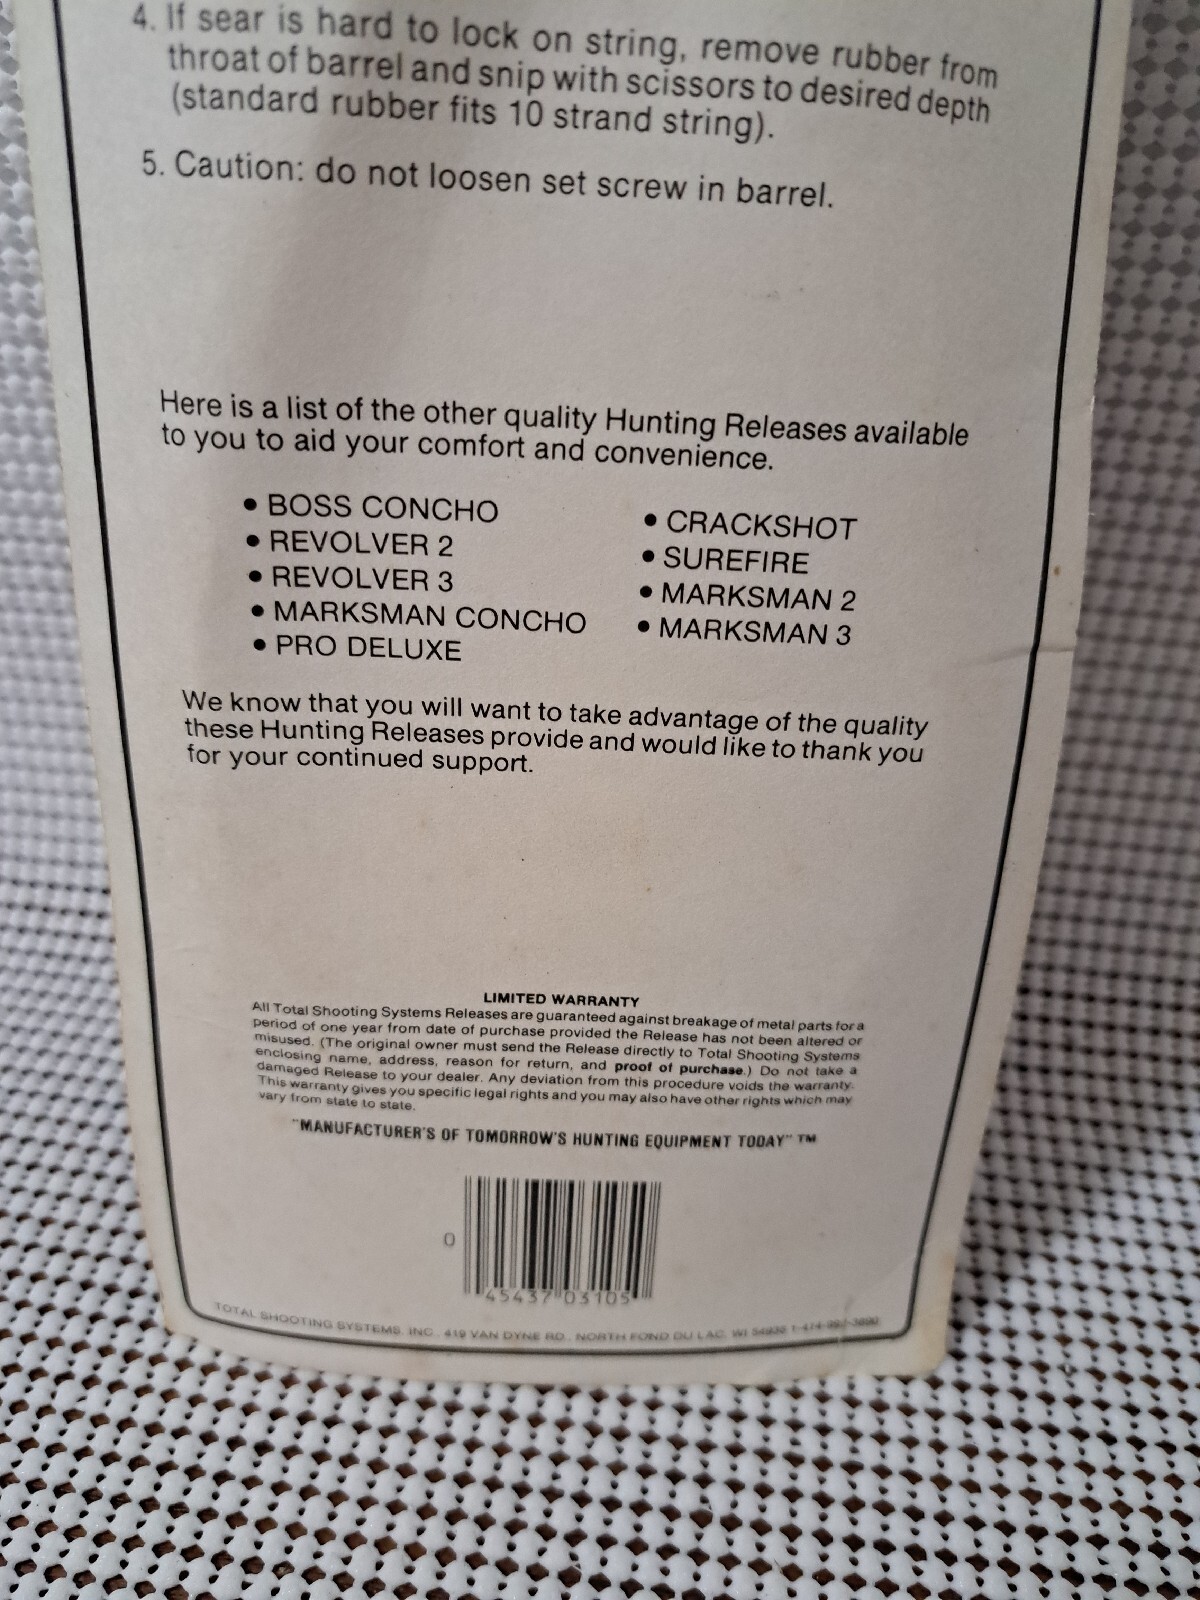 4. If sear is hard to lock on string, remove rubber from
throat of barrel and snip with scissors to desired depth
(standard rubber fits 10 strand string).
5. Caution: do not loosen set screw in barrel.
Here is a list of the other quality Hunting Releases available
to you to aid your comfort and convenience.
• BOSS CONCHO
• REVOLVER 2
• REVOLVER 3
• MARKSMAN CONCHO
• PRO DELUXE
• CRACKSHOT
• SUREFIRE
• MARKSMAN 2
• MARKSMAN 3
We know that you will want to take advantage of the quality
these Hunting Releases provide and would like to thank you
for your continued support.
LIMITED WARRANTY
All Total Shooting Systems Releases are guaranteed against breakage of metal parts for a
period of one year from date of purchase provided the Release has not been altered or
misused. (The original owner must send the Release directly to Total Shooting Systems
enclosing name, address, reason for return, and proof of purchase.) Do not take a
damaged Release to your dealer. Any deviation from this procedure voids the warranty.
This warranty gives you specific legal rights and you may also have other rights which may
vary from state to state.
"MANUFACTURER'S OF TOMORROW'S HUNTING EQUIPMENT TODAY" ™
0
45437 03105
TOTAL SHOOTING SYSTEMS, INC., 419 VAN DYNE RD., NORTH FOND DU LAC, WI